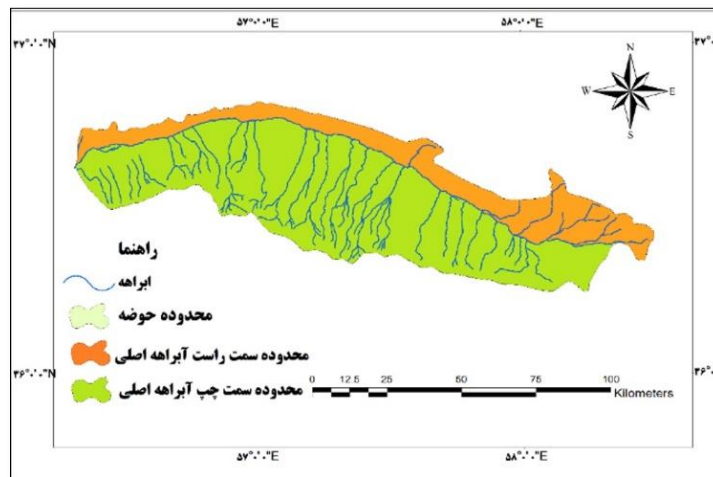 ۵۷°۰'۰"E ۵۸°۰'۰"E
۳۷°۰'۰"N ۳۷°۰'
N
W E
S
راهنما
ابراهه
محدوده حوضه
محدوده سمت راست آبراهه اصلی
محدوده سمت چپ آبراهه اصلی
0 12.5 25 50 75 100
Kilometers
۳۶°۰'۰"N ۳۶°۰'
۵۷°۰'۰"E ۵۸°۰'۰"E